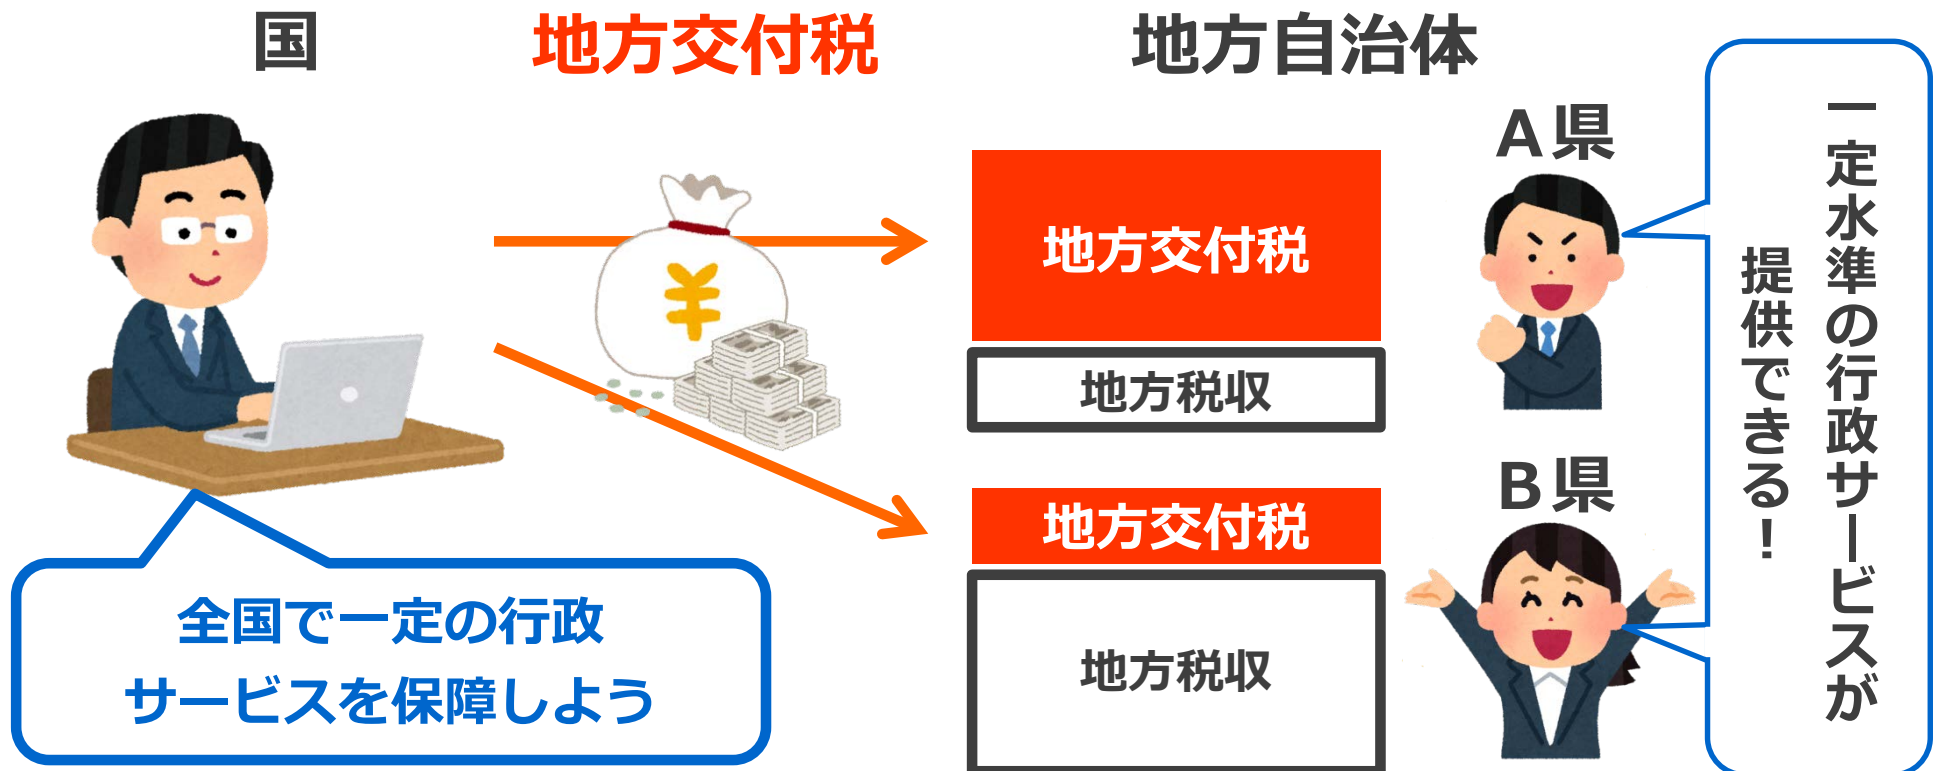 国
地方交付税
地方自治体
A県
地方交付税
地方税収
B県
地方交付税
地方税収
一定水準の行政サービスが
提供できる！
全国で一定の行政
サービスを保障しよう
¥